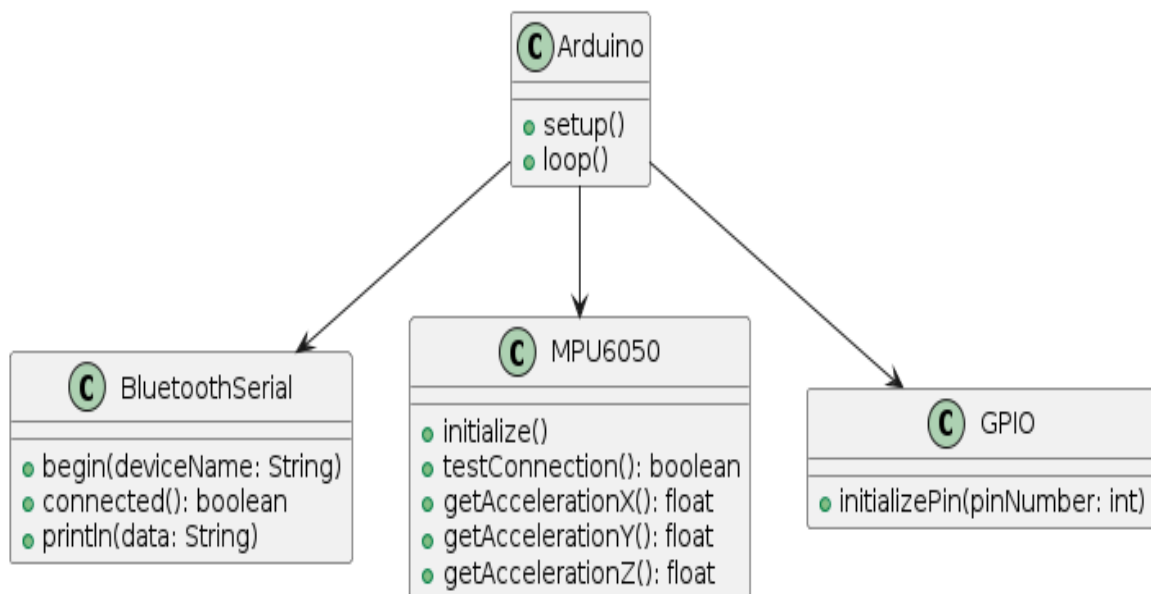 C Arduino
setup()
loop()
C BluetoothSerial
begin(deviceName: String)
connected(): boolean
println(data: String)
C MPU6050
initialize()
testConnection(): boolean
getAccelerationX(): float
getAccelerationY(): float
getAccelerationZ(): float
C GPIO
initializePin(pinNumber: int)